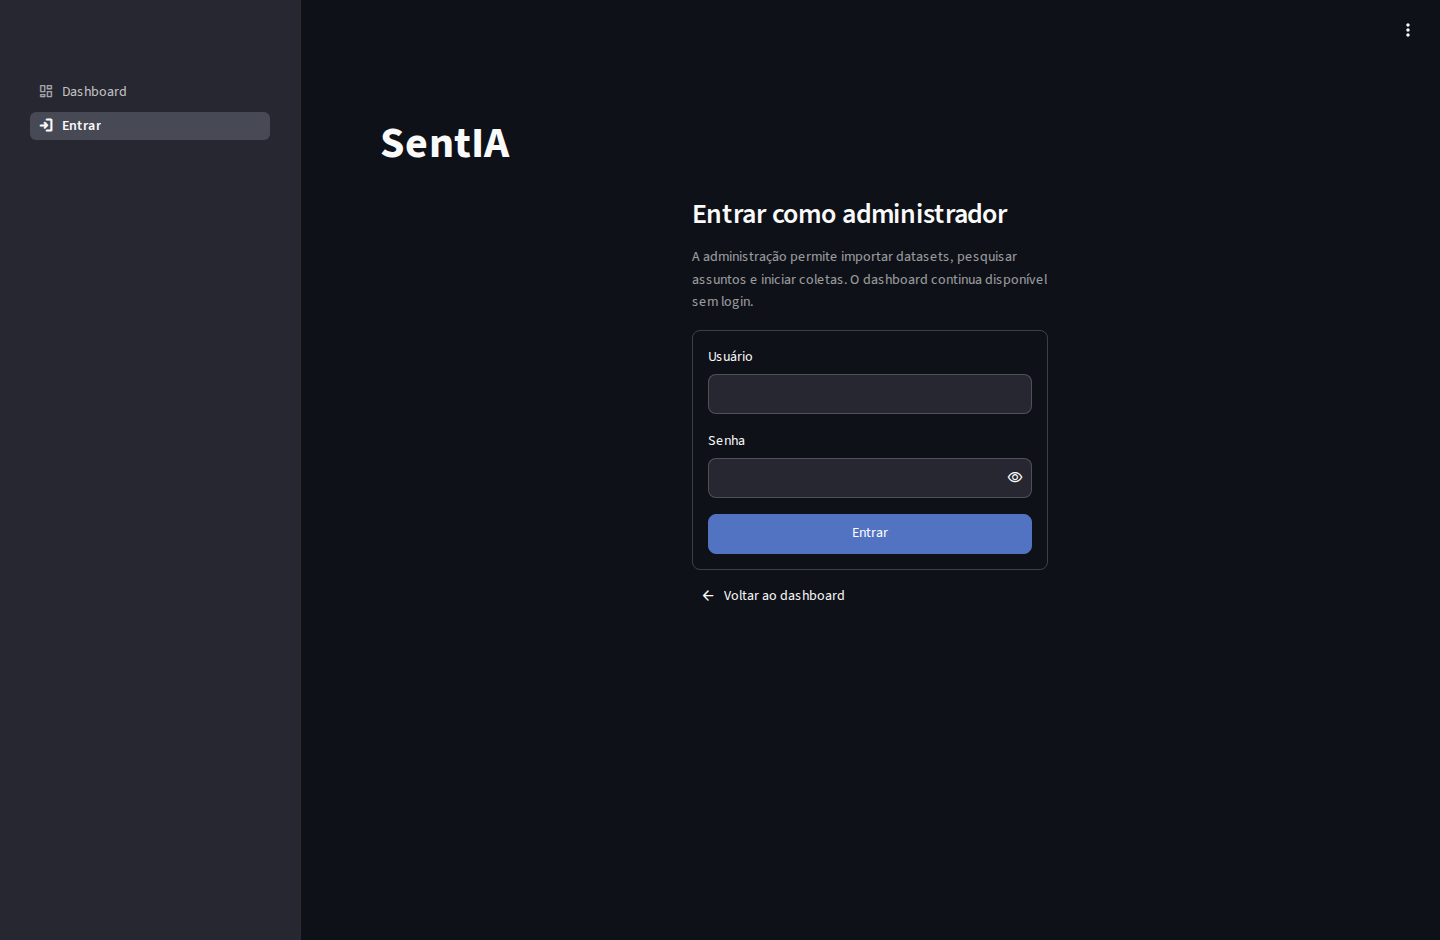 Dashboard
Entrar
SentIA
Entrar como administrador
A administração permite importar datasets, pesquisar
assuntos e iniciar coletas. O dashboard continua disponível
sem login.
Usuário
Senha
Entrar
Voltar ao dashboard